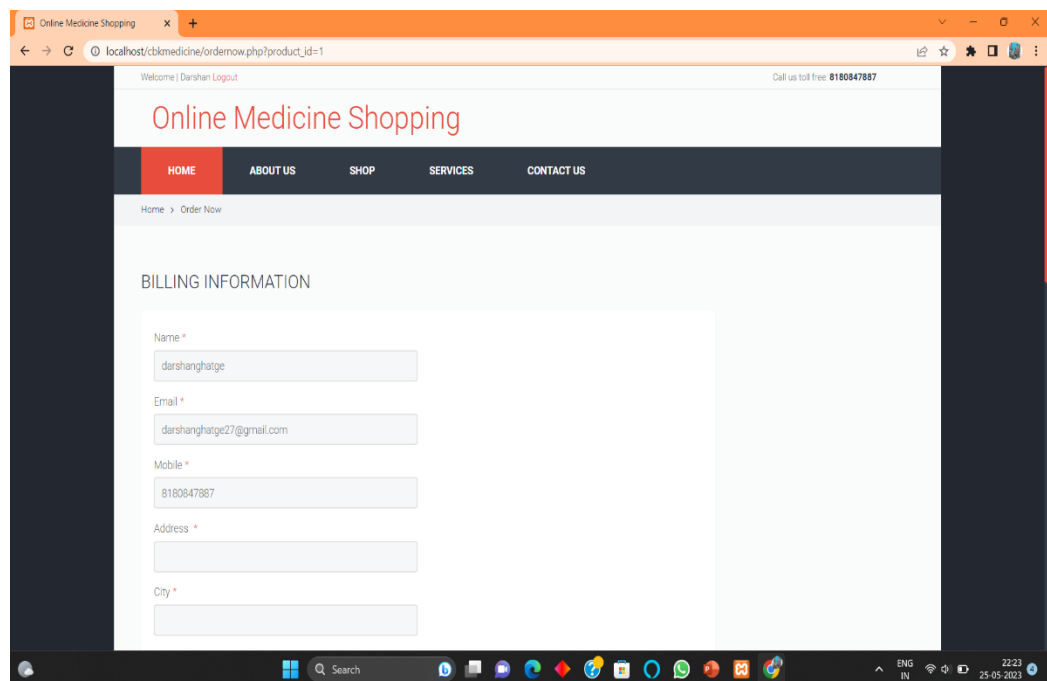 Online Medicine Shopping
localhost/cbkmedicine/ordernow.php?product_id=1
Welcome | Darshan Logout
Call us toll free: 8180847887
Online Medicine Shopping
HOME ABOUT US SHOP SERVICES CONTACT US
Home > Order Now
BILLING INFORMATION
Name *
darshanghatge
Email *
darshanghatge27@gmail.com
Mobile *
8180847887
Address *
City *
Search
ENG
IN
22:23
25-05-2023
4